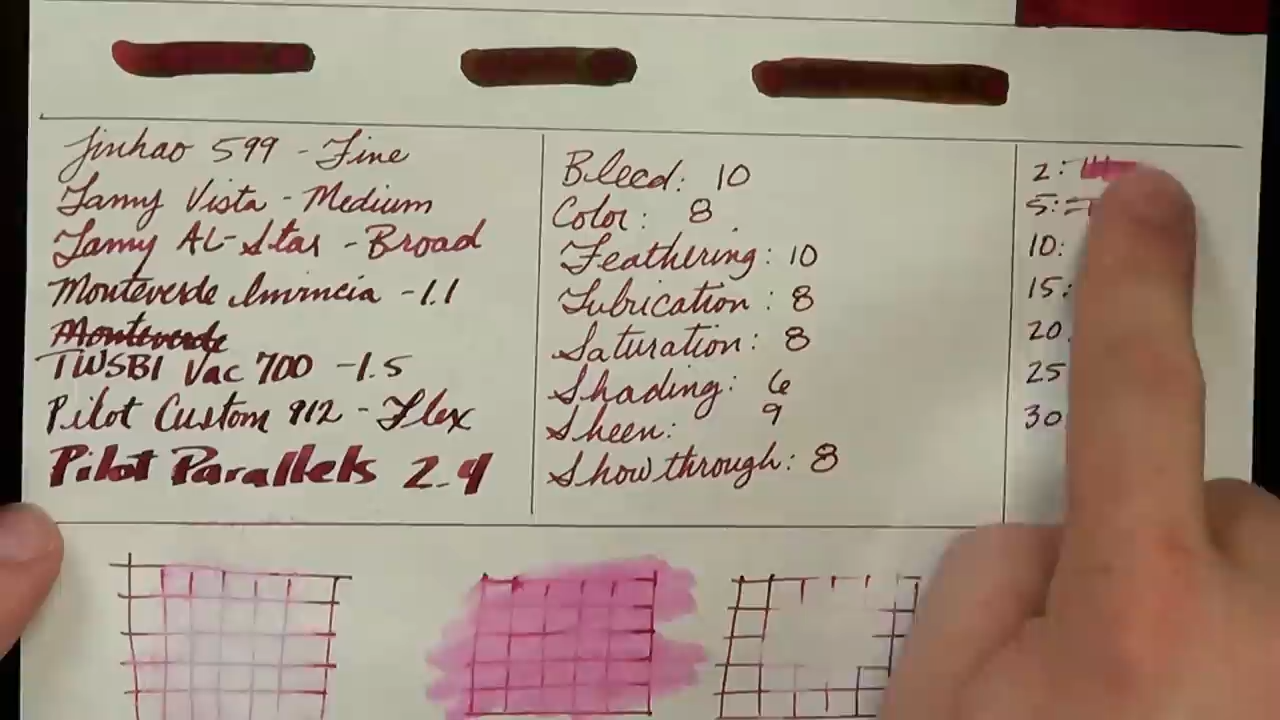 Jinhao 599 - Fine
Lamy Vista - Medium
Lamy AL-Star - Broad
Monteverde Invincia - 1.1
Monteverde
TWSBI Vac 700 - 1.5
Pilot Custom 912 - Flex
Pilot Parallels 2.4
Bleed: 10
Color: 8
Feathering: 10
Lubrication: 8
Saturation: 8
Shading: 6
Sheen: 9
Show through: 8
2:
5:
10:
15:
20
25
30